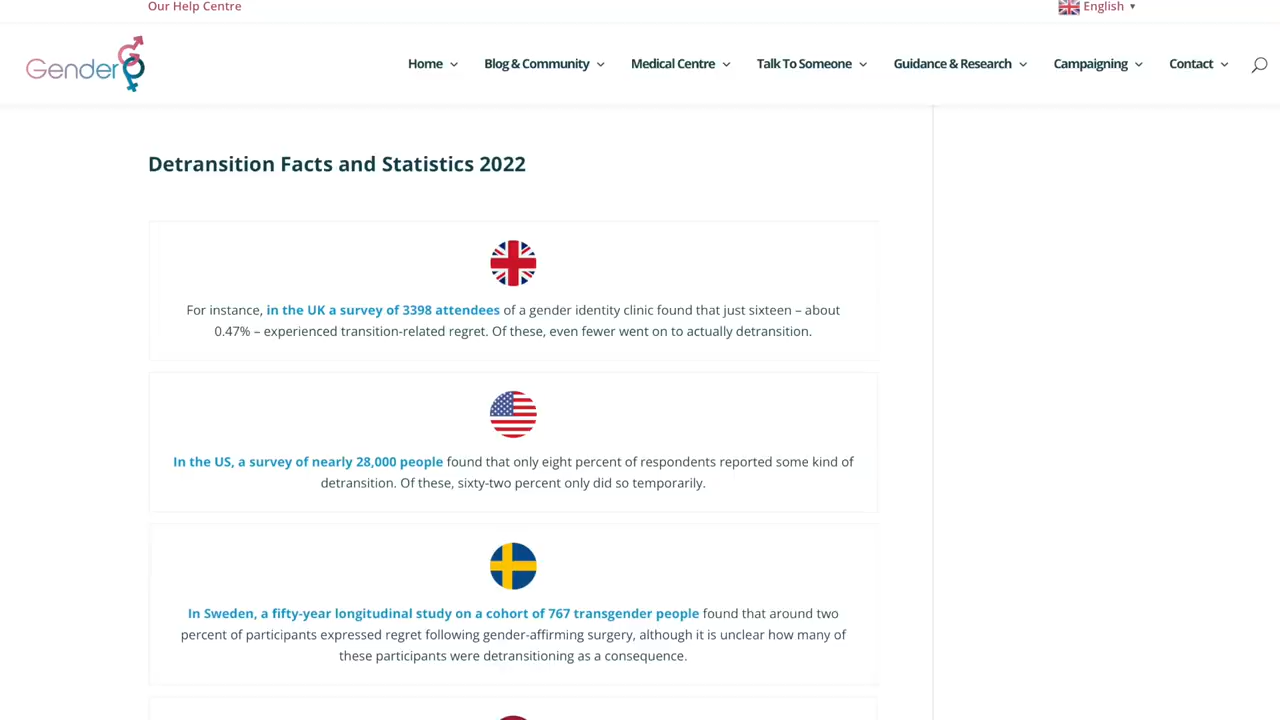 Our Help Centre
English ▼
Gender
Home
Blog & Community
Medical Centre
Talk To Someone
Guidance & Research
Campaigning
Contact
Detransition Facts and Statistics 2022
For instance, in the UK a survey of 3398 attendees of a gender identity clinic found that just sixteen – about
0.47% – experienced transition-related regret. Of these, even fewer went on to actually detransition.
In the US, a survey of nearly 28,000 people found that only eight percent of respondents reported some kind of
detransition. Of these, sixty-two percent only did so temporarily.
In Sweden, a fifty-year longitudinal study on a cohort of 767 transgender people found that around two
percent of participants expressed regret following gender-affirming surgery, although it is unclear how many of
these participants were detransitioning as a consequence.